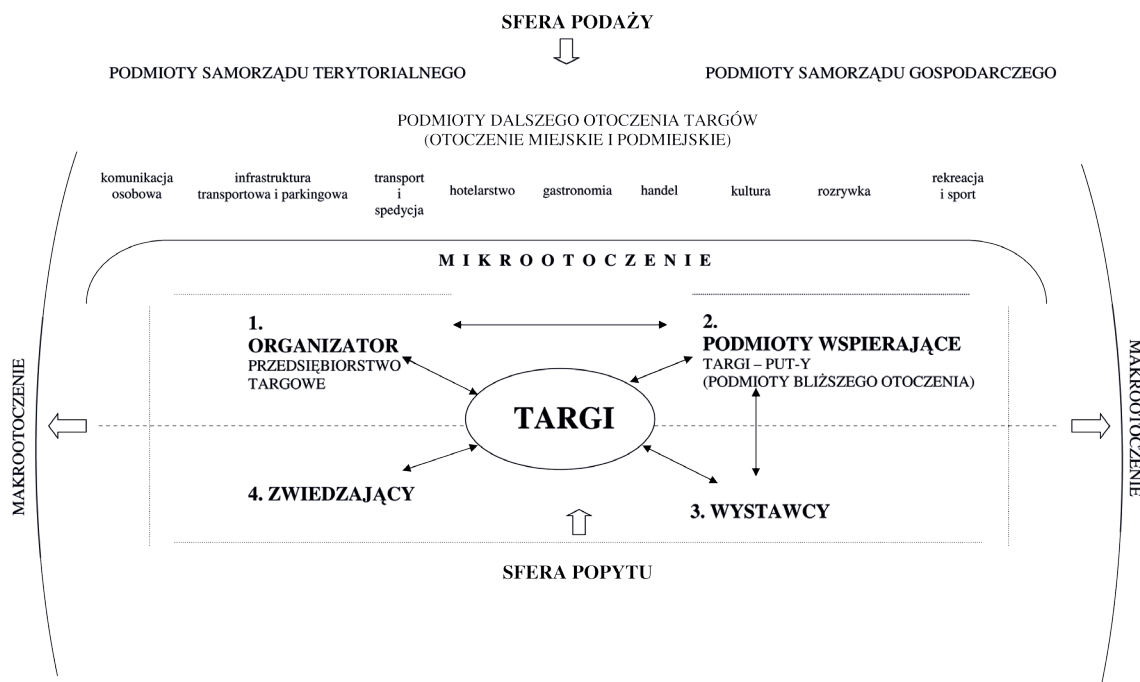 SFERA PODAŻY
PODMIOTY SAMORZĄDU TERYTORIALNEGO
PODMIOTY SAMORZĄDU GOSPODARCZEGO
PODMIOTY DALSZEGO OTOCZENIA TARGÓW
(OTOCZENIE MIEJSKIE I PODMIEJSKIE)
komunikacja
osobowa
infrastruktura
transportowa i parkingowa
transport
i
spedycja
hotelarstwo
gastronomia
handel
kultura
rozrywka
rekreacja
i sport
MIKROOTOCZENIE
1.
ORGANIZATOR
PRZEDSIĘBIORSTWO
TARGOWE
2.
PODMIOTY WSPIERAJĄCE
TARGI – PUT-Y
(PODMIOTY BLIŻSZEGO OTOCZENIA)
TARGI
4. ZWIEDZAJĄCY
3. WYSTAWCY
SFERA POPYTU
MAKROOTOCZENIE
MAKROOTOCZENIE